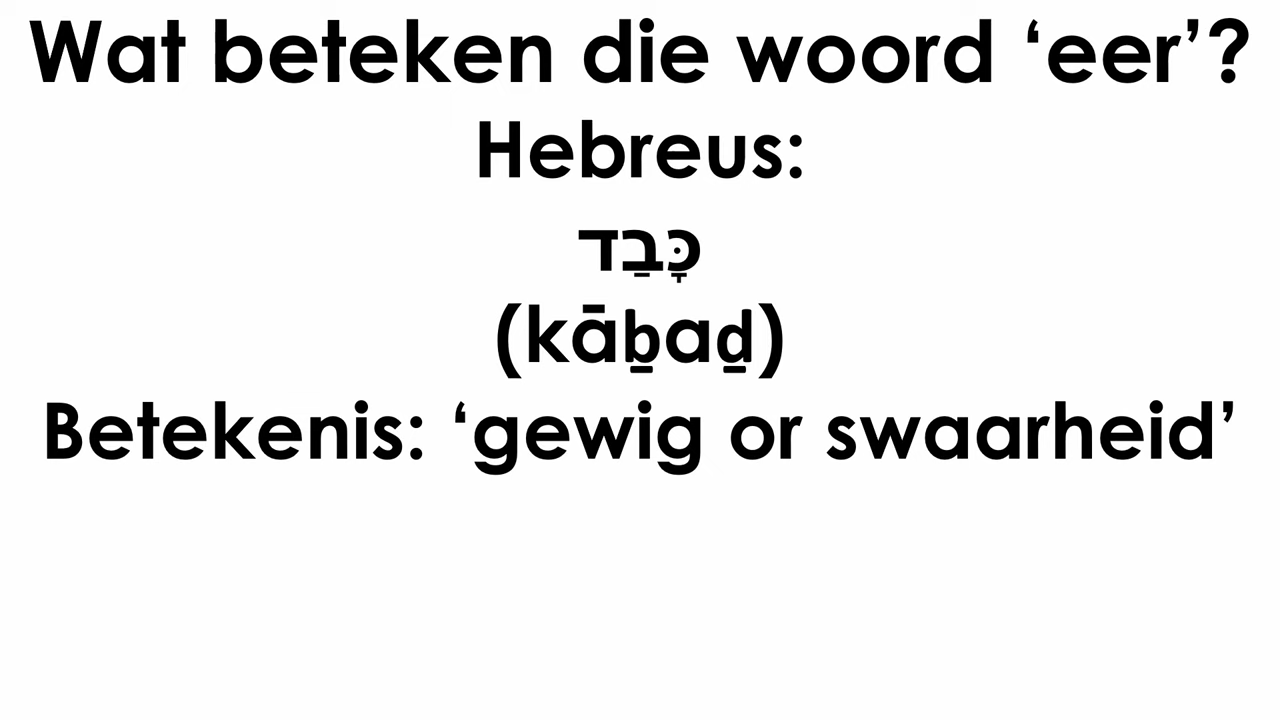 Wat beteken die woord ‘eer’?
Hebreus:
כָּבַד
(kāḇaḏ)
Betekenis: ‘gewig or swaarheid’